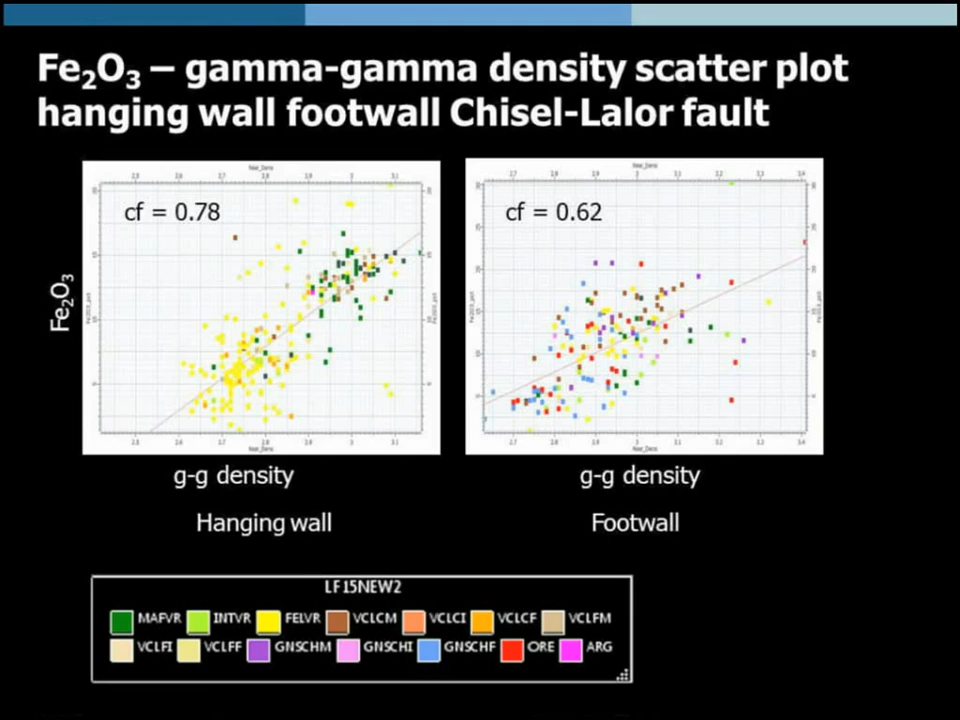 Fe₂O₃ – gamma-gamma density scatter plot
hanging wall footwall Chisel-Lalor fault
cf = 0.78
cf = 0.62
Fe₂O₃
g-g density
g-g density
Hanging wall
Footwall
LF15NEW2
MAFVR INTVR FELVR VCLCM VCLCI VCLCF VCLFM
VCLFI VCLFF GNSCHM GNSCHI GNSCHF ORE ARG